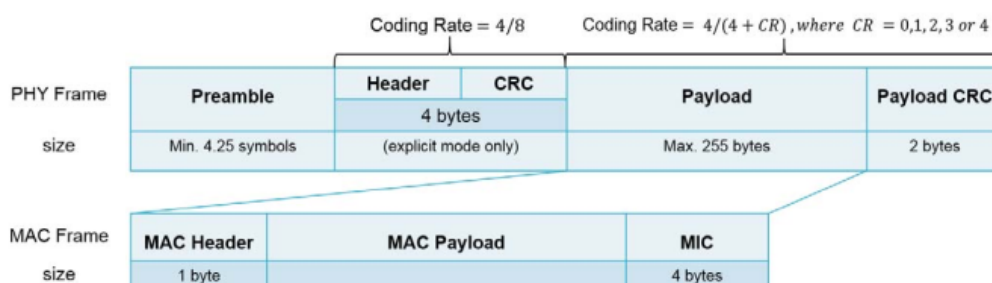 Coding Rate = 4/8
Coding Rate = 4/(4 + CR) , where CR = 0,1,2,3 or 4
PHY Frame
Preamble
Header
CRC
Payload
Payload CRC
4 bytes
size
Min. 4.25 symbols
(explicit mode only)
Max. 255 bytes
2 bytes
MAC Frame
MAC Header
MAC Payload
MIC
size
1 byte
4 bytes